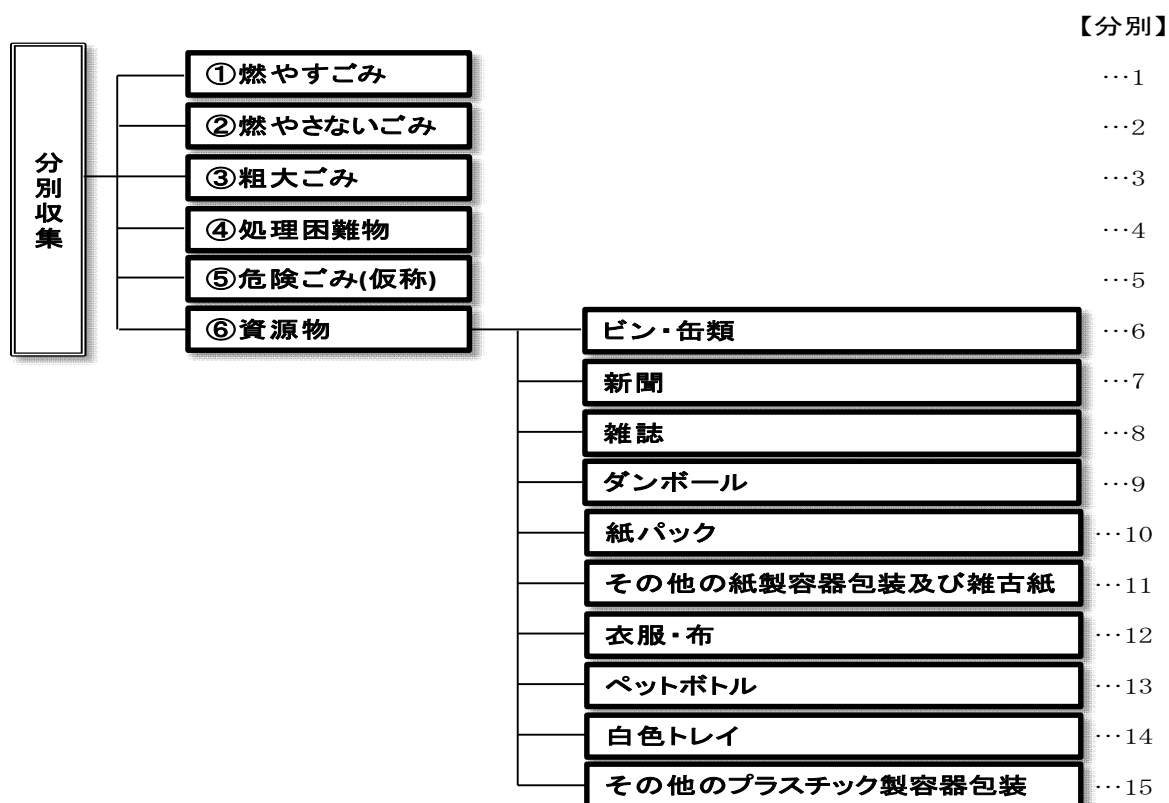 【分別】
分別収集
①燃やすごみ …1
②燃やさないごみ …2
③粗大ごみ …3
④処理困難物 …4
⑤危険ごみ(仮称) …5
⑥資源物
ビン・缶類 …6
新聞 …7
雑誌 …8
ダンボール …9
紙パック …10
その他の紙製容器包装及び雑古紙 …11
衣服・布 …12
ペットボトル …13
白色トレイ …14
その他のプラスチック製容器包装 …15